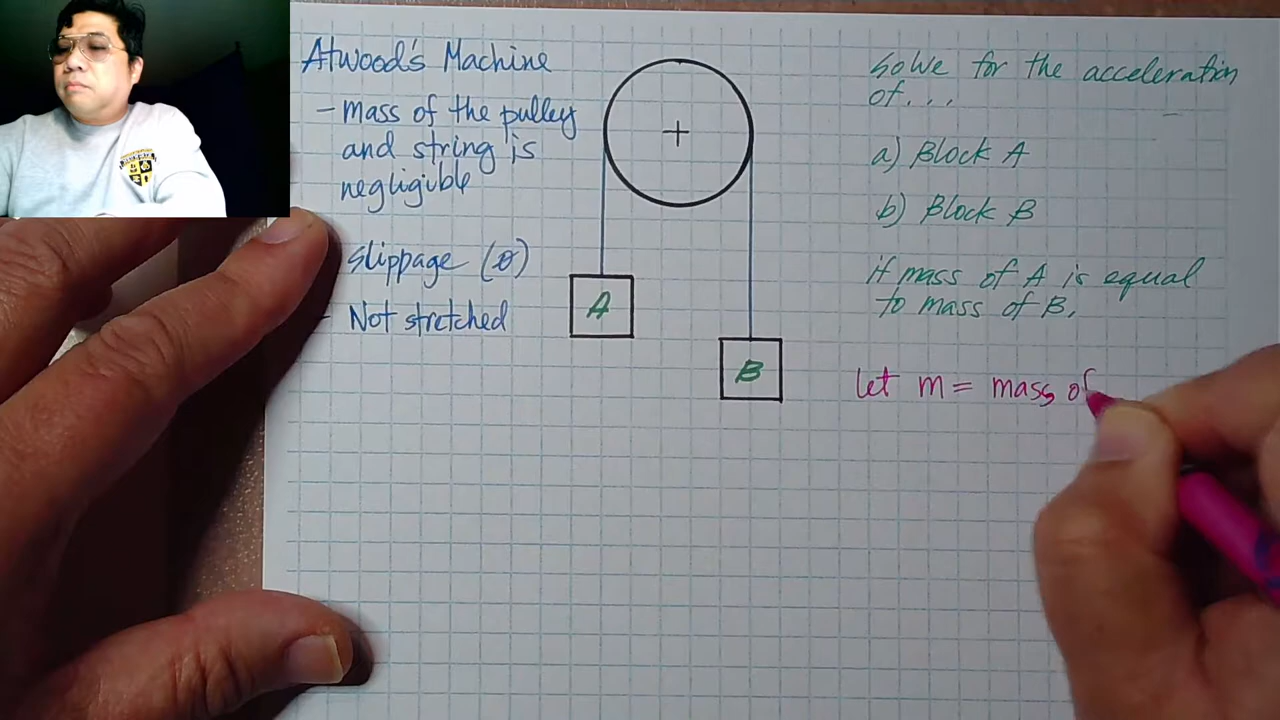 Atwood's Machine
- Mass of the pulley
and string is
negligible
slippage (0)
- Not stretched
A
B
Solve for the acceleration
of...
a) Block A
b) Block B
if mass of A is equal
to mass of B.
let m = mass of